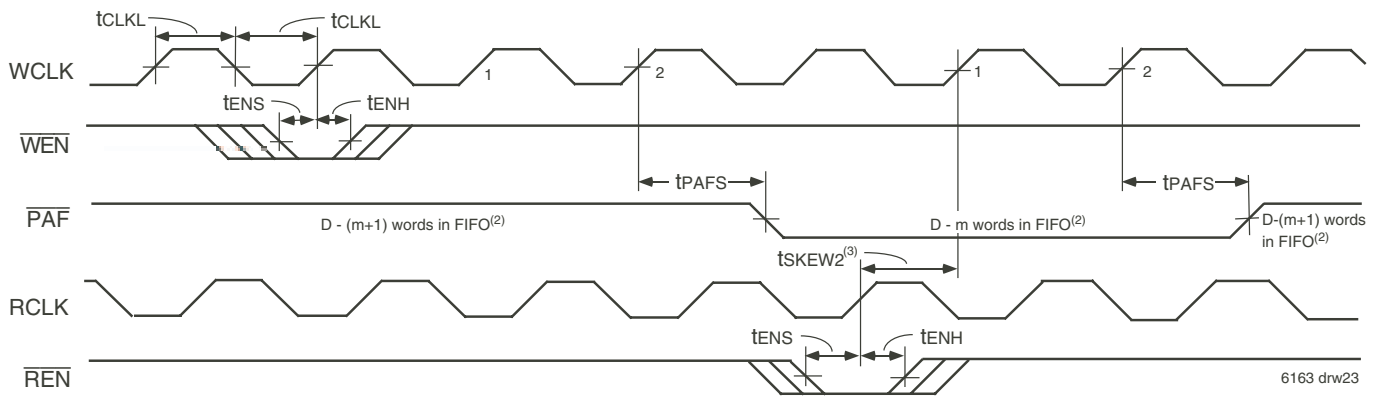 tCLKL
tCLKL
WCLK
1
2
1
2
tENS
tENH
WEN
tPAFS
tPAFS
PAF
D - (m+1) words in FIFO(2)
D - m words in FIFO(2)
D-(m+1) words
in FIFO(2)
tSKEW2(3)
RCLK
tENS
tENH
REN
6163 drw23